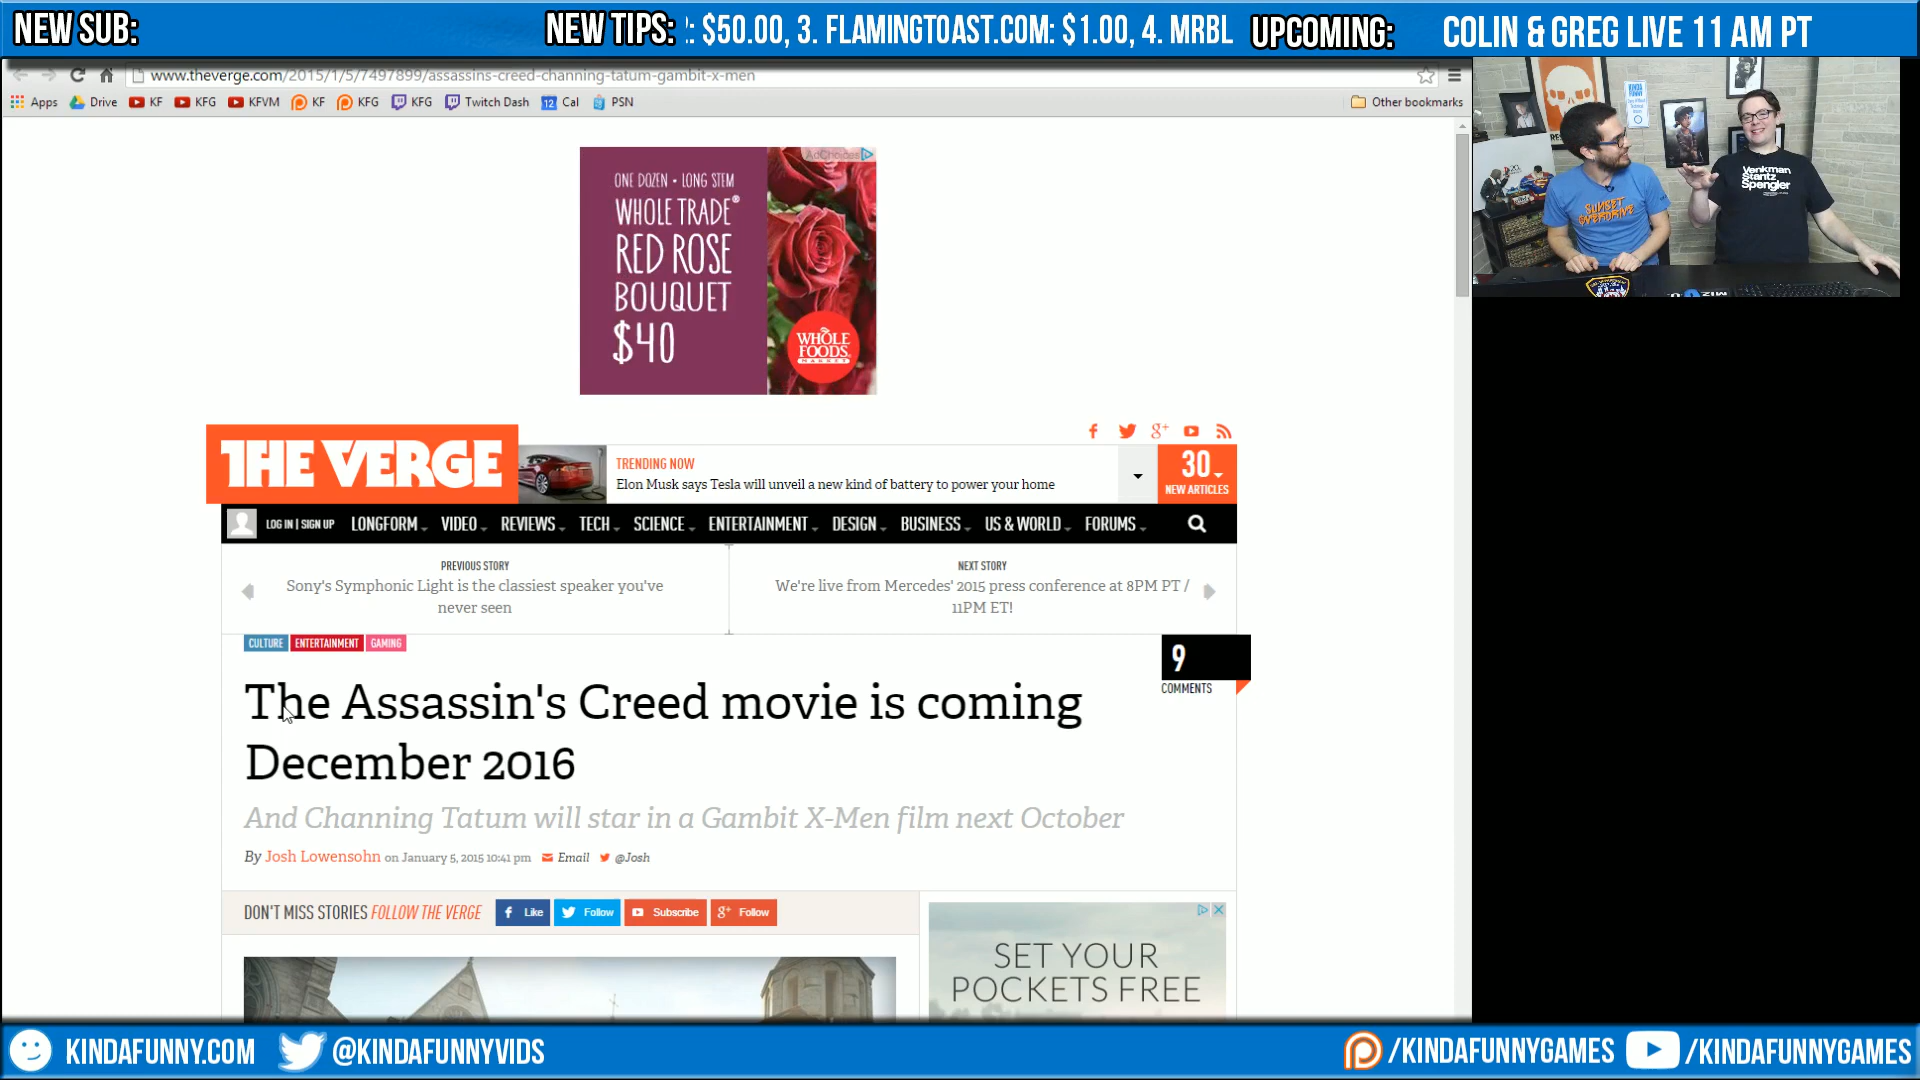 NEW SUB:
NEW TIPS: : $50.00, 3. FLAMINGTOAST.COM: $1.00, 4. MRBL
UPCOMING: COLIN & GREG LIVE 11 AM PT
www.theverge.com/2015/1/5/7497899/assassins-creed-channing-tatum-gambit-x-men
Apps Drive KF KFG KFVM KF KFG KFG Twitch Dash 12 Cal PSN Other bookmarks
AdChoices
ONE DOZEN • LONG STEM
WHOLE TRADE®
RED ROSE
BOUQUET
$40
WHOLE
FOODS
MARKET
Venkman
Stantz
Spengler
SUNSET
OVERDRIVE
THE VERGE
TRENDING NOW
Elon Musk says Tesla will unveil a new kind of battery to power your home
30
NEW ARTICLES
LOG IN | SIGN UP LONGFORM VIDEO REVIEWS TECH SCIENCE ENTERTAINMENT DESIGN BUSINESS US & WORLD FORUMS
PREVIOUS STORY
Sony's Symphonic Light is the classiest speaker you've
never seen
NEXT STORY
We're live from Mercedes' 2015 press conference at 8PM PT /
11PM ET!
CULTURE ENTERTAINMENT GAMING
9
COMMENTS
The Assassin's Creed movie is coming
December 2016
And Channing Tatum will star in a Gambit X-Men film next October
By Josh Lowensohn on January 5, 2015 10:41 pm Email @Josh
DON'T MISS STORIES FOLLOW THE VERGE Like Follow Subscribe g+ Follow
SET YOUR
POCKETS FREE
KINDAFUNNY.COM @KINDAFUNNYVIDS /KINDAFUNNYGAMES /KINDAFUNNYGAMES